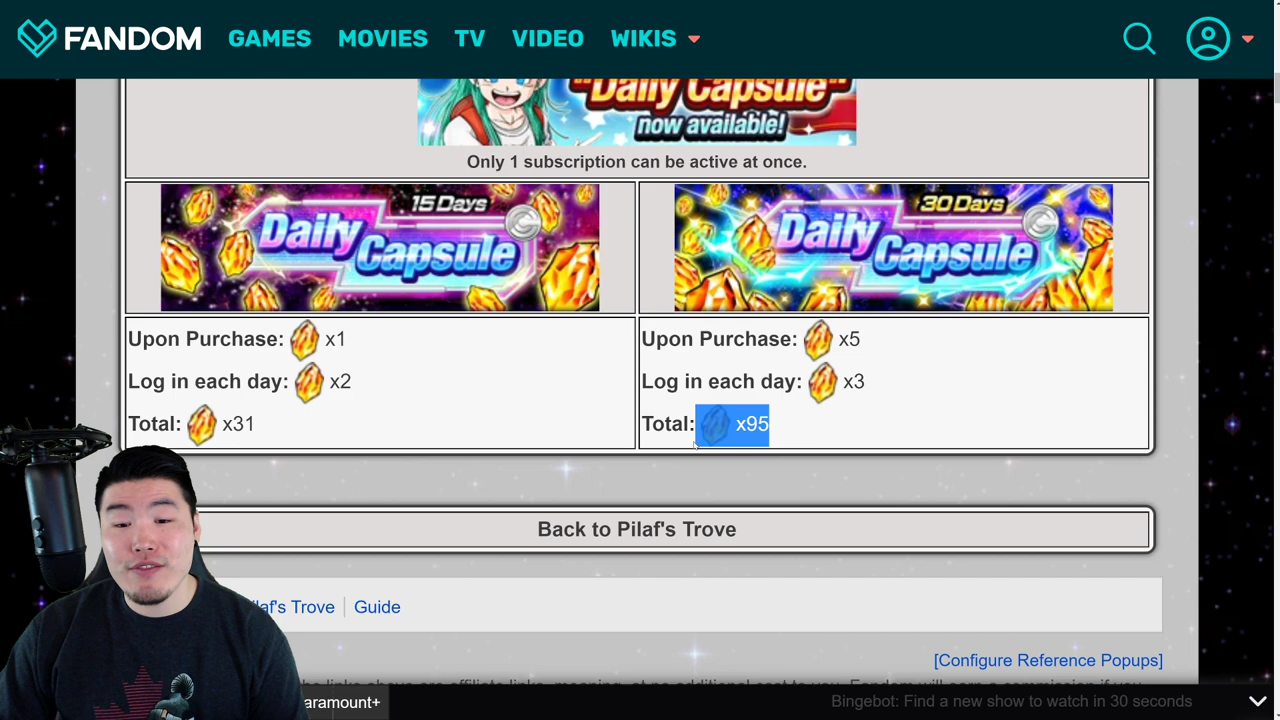 FANDOM GAMES MOVIES TV VIDEO WIKIS
"Daily Capsule"
now available!
Only 1 subscription can be active at once.
15 Days
Daily
Capsule
30 Days
Daily
Capsule
Upon Purchase: x1
Log in each day: x2
Total: x31
Upon Purchase: x5
Log in each day: x3
Total: x95
Back to Pilaf's Trove
ilaf's Trove Guide
[Configure Reference Popups]
aramount+
Bingebot: Find a new show to watch in 30 seconds